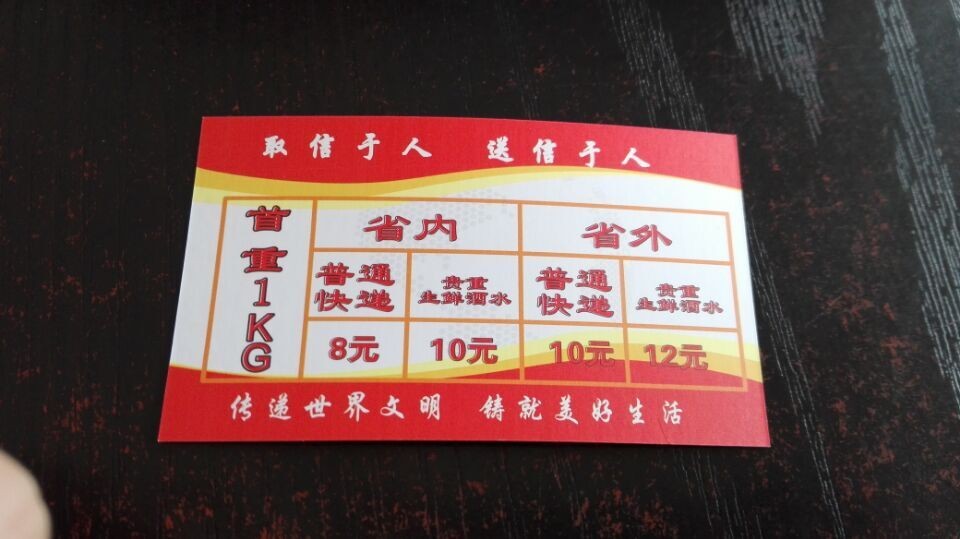 取信于人 送信于人
首重1KG
省内 省外
普通快递 贵重生鲜酒水 普通快递 贵重生鲜酒水
8元 10元 10元 12元
传递世界文明 铸就美好生活